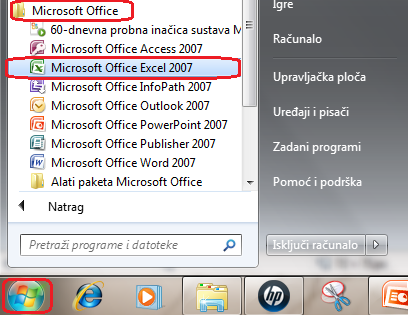 Microsoft Office
60-dnevna probna inačica sustava M
Microsoft Office Access 2007
Microsoft Office Excel 2007
Microsoft Office InfoPath 2007
Microsoft Office Outlook 2007
Microsoft Office PowerPoint 2007
Microsoft Office Publisher 2007
Microsoft Office Word 2007
Alati paketa Microsoft Office
Natrag
Pretraži programe i datoteke
Igre
Računalo
Upravljačka ploča
Uređaji i pisači
Zadani programi
Pomoć i podrška
Isključi računalo
hp